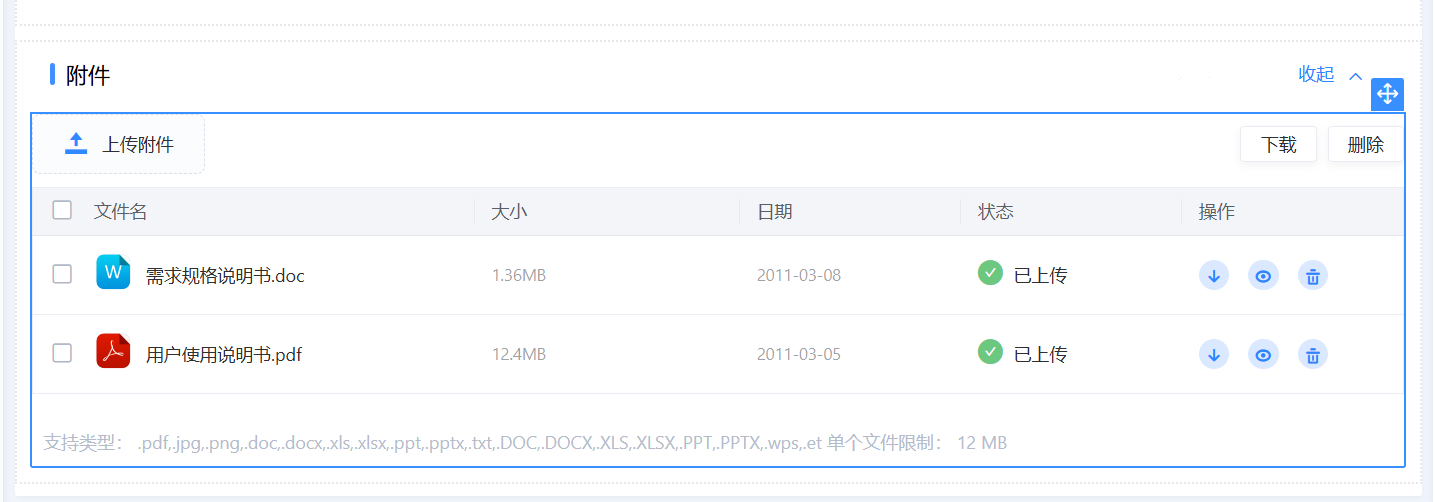 附件
收起
上传附件
下载 删除
文件名 大小 日期 状态 操作
W 需求规格说明书.doc 1.36MB 2011-03-08 已上传
用户使用说明书.pdf 12.4MB 2011-03-05 已上传
支持类型： .pdf,.jpg,.png,.doc,.docx,.xls,.xlsx,.ppt,.pptx,.txt,.DOC,.DOCX,.XLS,.XLSX,.PPT,.PPTX,.wps,.et 单个文件限制： 12 MB